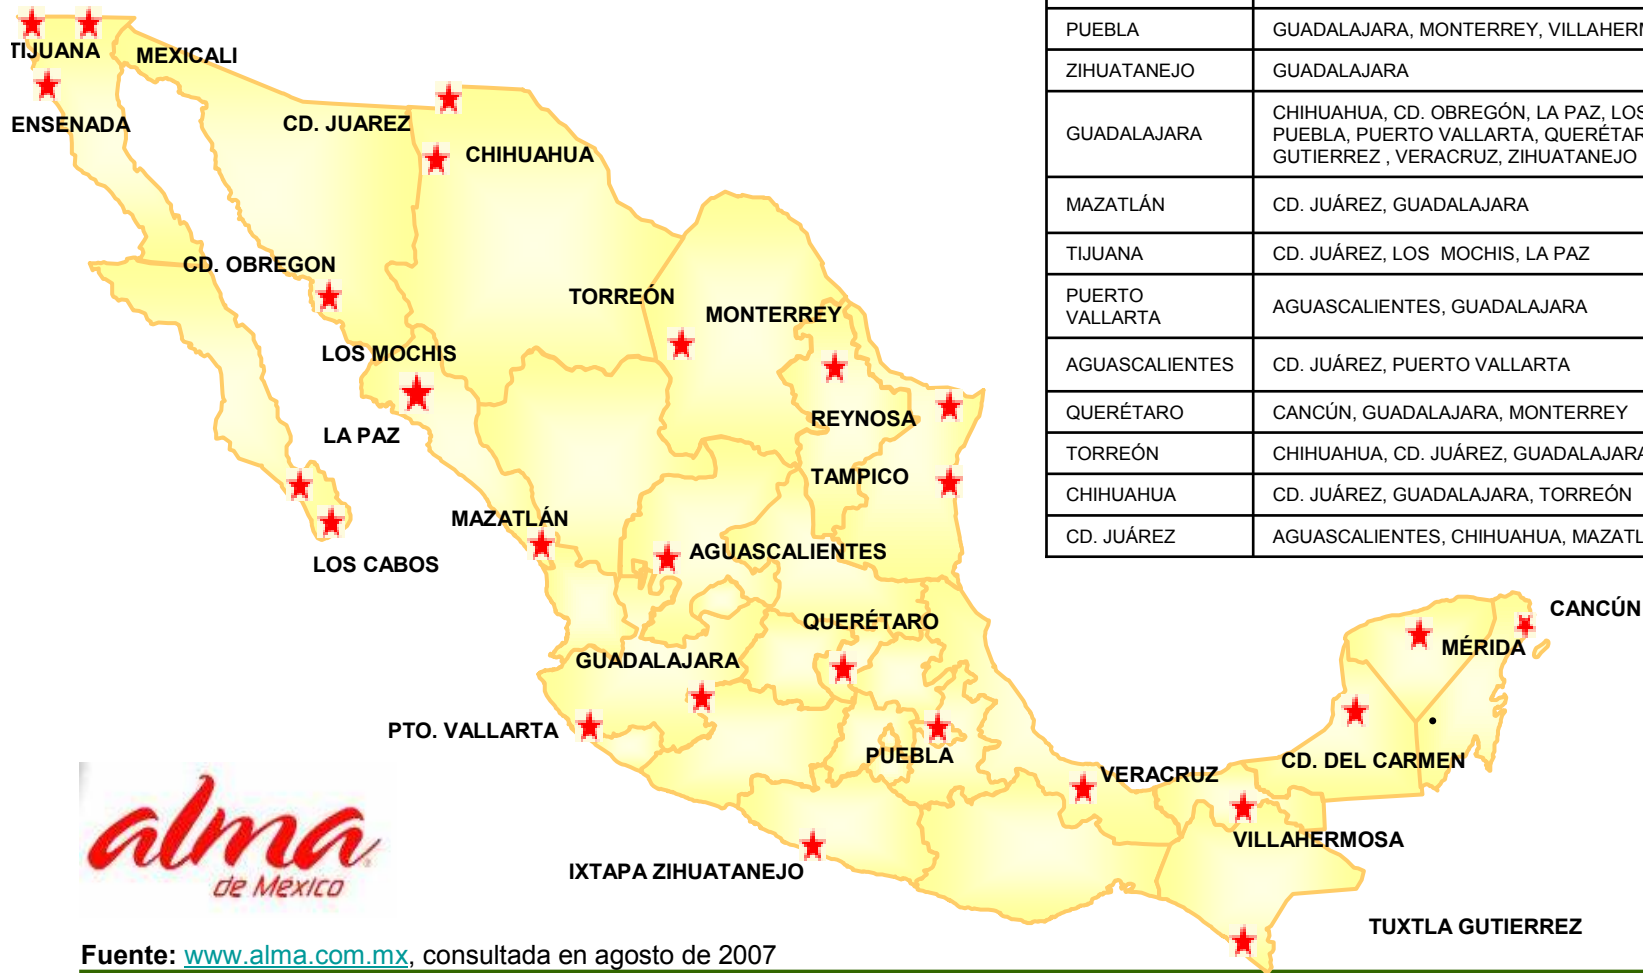 TIJUANA
MEXICALI
ENSENADA
CD. JUAREZ
CHIHUAHUA
CD. OBREGON
TORREÓN
MONTERREY
LOS MOCHIS
LA PAZ
REYNOSA
TAMPICO
MAZATLÁN
LOS CABOS
AGUASCALIENTES
QUERÉTARO
GUADALAJARA
PTO. VALLARTA
PUEBLA
VERACRUZ
CANCÚN
MÉRIDA
CD. DEL CARMEN
VILLAHERMOSA
IXTAPA ZIHUATANEJO
TUXTLA GUTIERREZ
PUEBLA
GUADALAJARA, MONTERREY, VILLAHER
ZIHUATANEJO
GUADALAJARA
GUADALAJARA
CHIHUAHUA, CD. OBREGÓN, LA PAZ, LOS
PUEBLA, PUERTO VALLARTA, QUERÉTAR
GUTIERREZ , VERACRUZ, ZIHUATANEJO
MAZATLÁN
CD. JUÁREZ, GUADALAJARA
TIJUANA
CD. JUÁREZ, LOS MOCHIS, LA PAZ
PUERTO
VALLARTA
AGUASCALIENTES, GUADALAJARA
AGUASCALIENTES
CD. JUÁREZ, PUERTO VALLARTA
QUERÉTARO
CANCÚN, GUADALAJARA, MONTERREY
TORREÓN
CHIHUAHUA, CD. JUÁREZ, GUADALAJARA
CHIHUAHUA
CD. JUÁREZ, GUADALAJARA, TORREÓN
CD. JUÁREZ
AGUASCALIENTES, CHIHUAHUA, MAZATL
alma
de México
Fuente: www.alma.com.mx, consultada en agosto de 2007